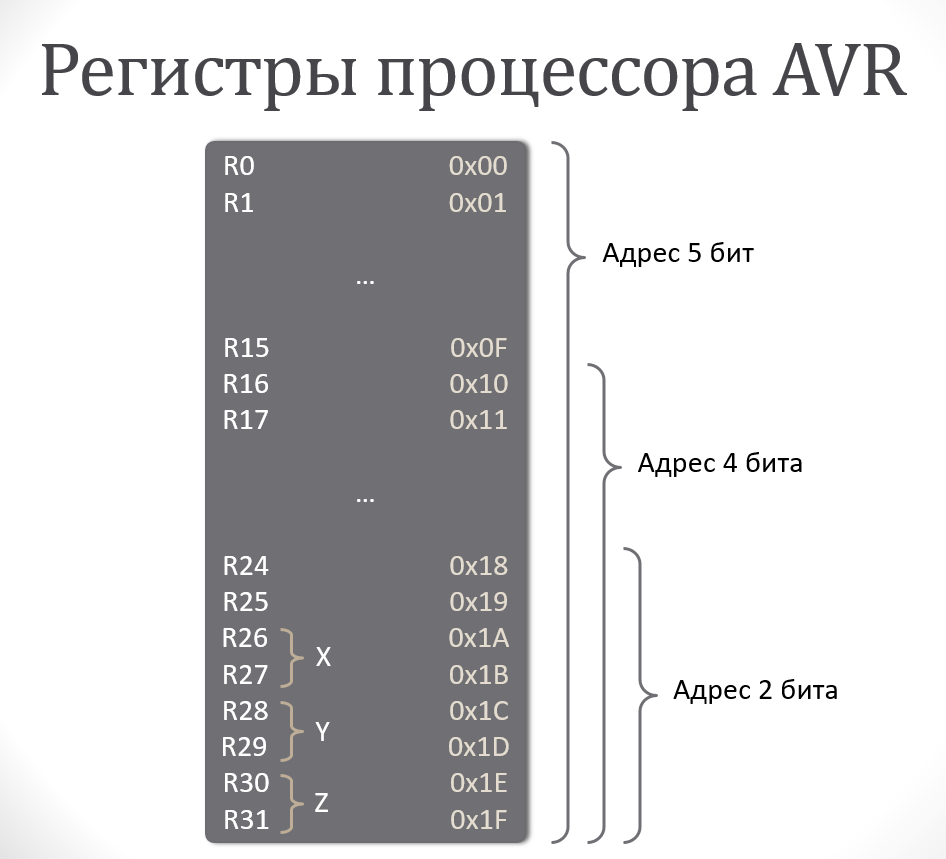 Регистры процессора AVR
R0 0x00
R1 0x01
Адрес 5 бит
...
R15 0x0F
R16 0x10
R17 0x11
Адрес 4 бита
...
R24 0x18
R25 0x19
R26 0x1A
X
R27 0x1B
Адрес 2 бита
R28 0x1C
Y
R29 0x1D
R30 0x1E
Z
R31 0x1F